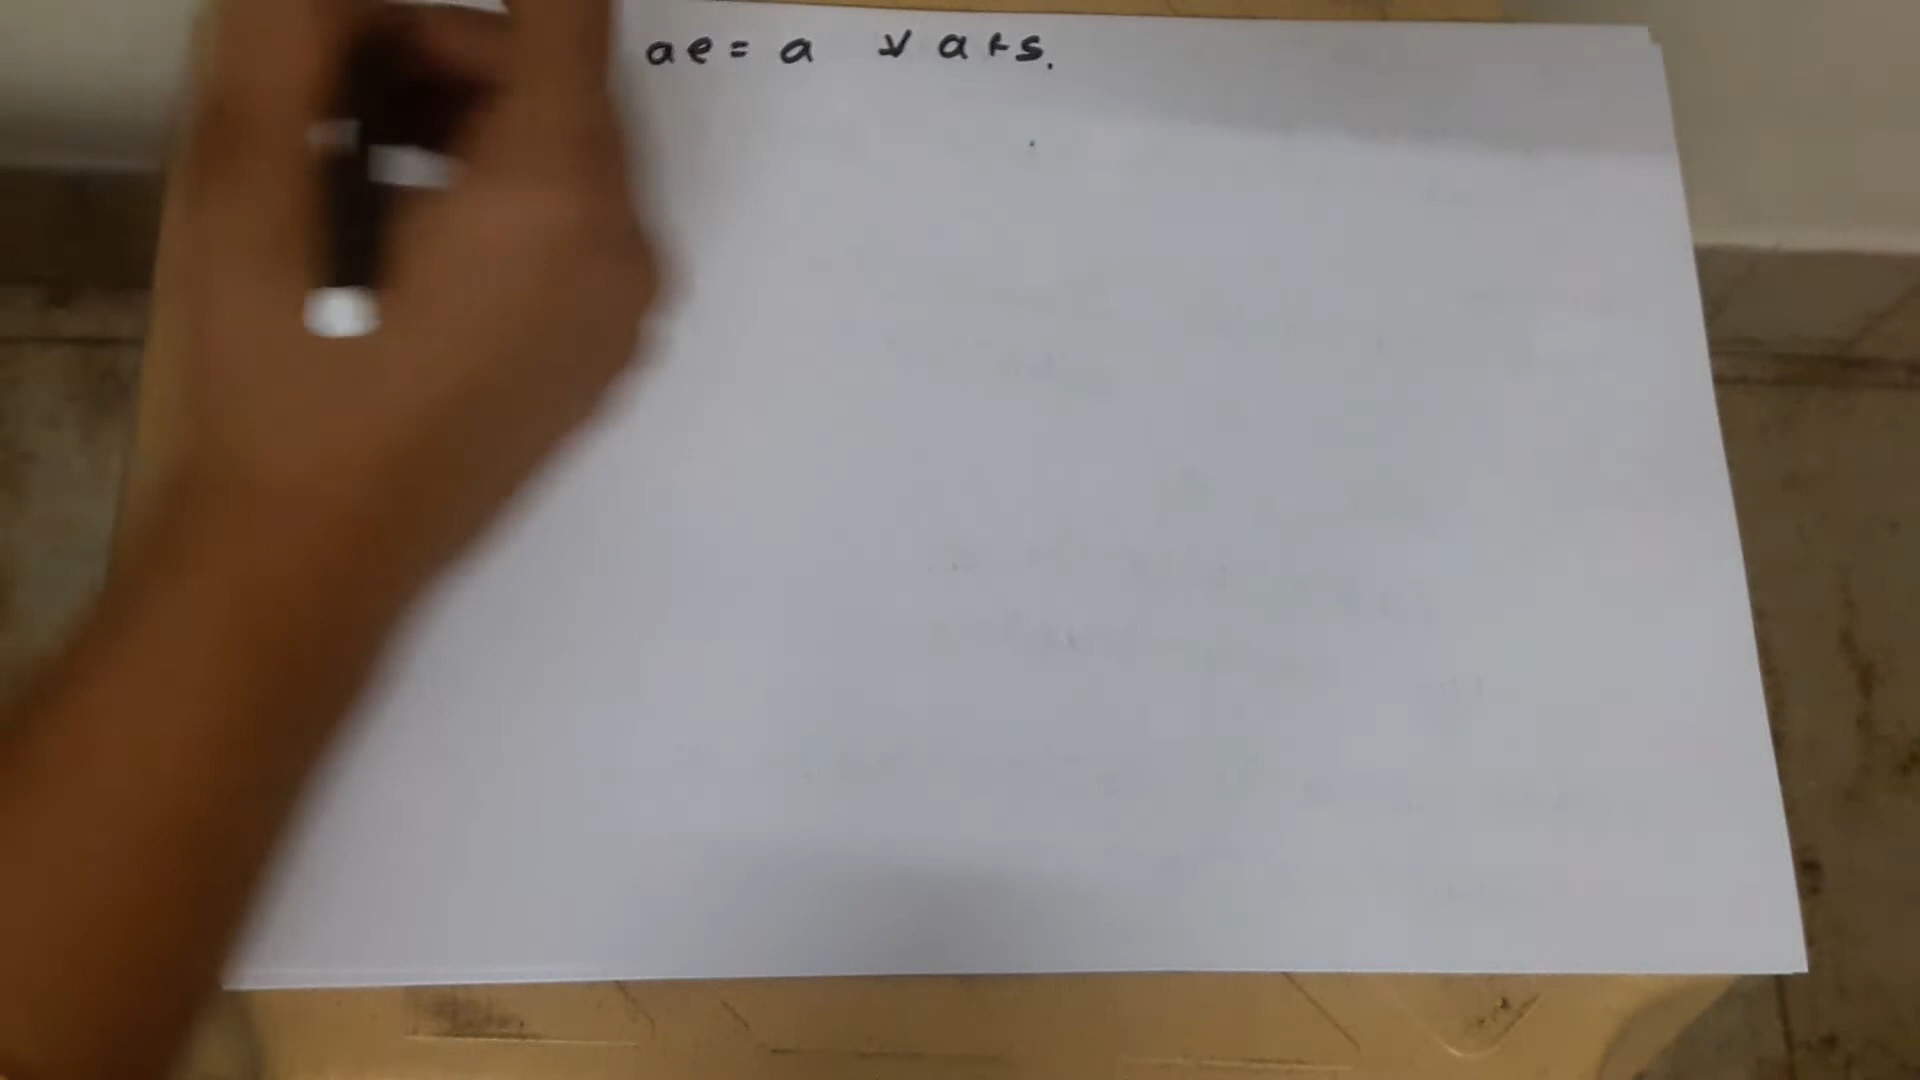 ae = a ∀ a ∈ S.